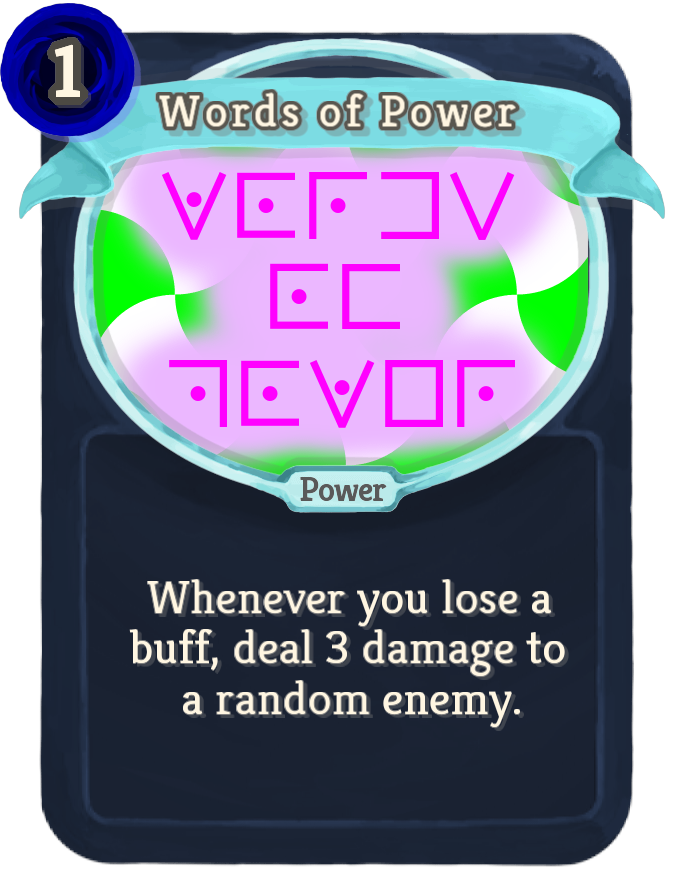 1
Words of Power
Power
Whenever you lose a
buff, deal 3 damage to
a random enemy.